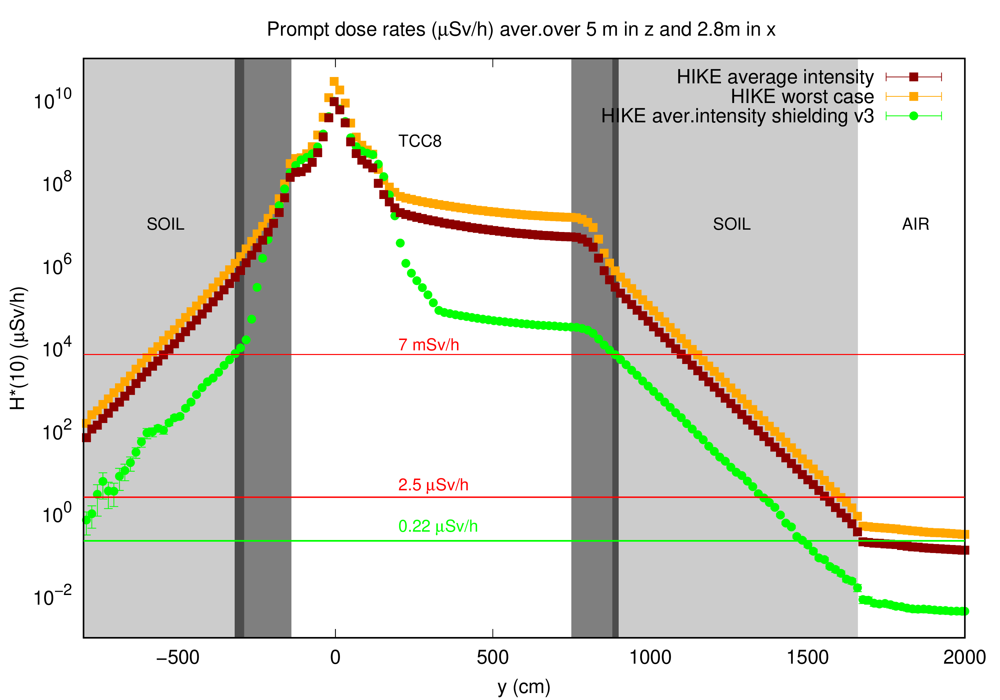 Prompt dose rates (μSv/h) aver.over 5 m in z and 2.8m in x
HIKE average intensity
HIKE worst case
HIKE aver.intensity shielding v3
TCC8
SOIL
SOIL
AIR
7 mSv/h
2.5 μSv/h
0.22 μSv/h
H*(10) (μSv/h)
10^10
10^8
10^6
10^4
10^2
10^0
10^−2
−500
0
500
1000
1500
2000
y (cm)